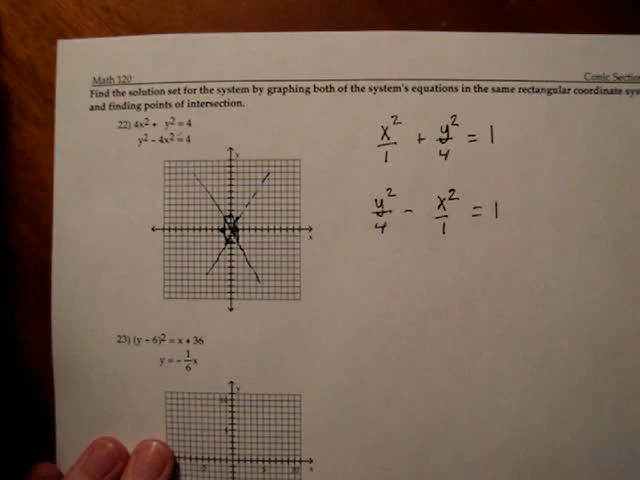 Math 120 Conic Section
Find the solution set for the system by graphing both of the system's equations in the same rectangular coordinate sys
and finding points of intersection.
22) 4x² + y² = 4
y² - 4x² = 4
x²/1 + y²/4 = 1
y²/4 - x²/1 = 1
y
x
23) (y - 6)² = x + 36
y = -1/6x
y
x